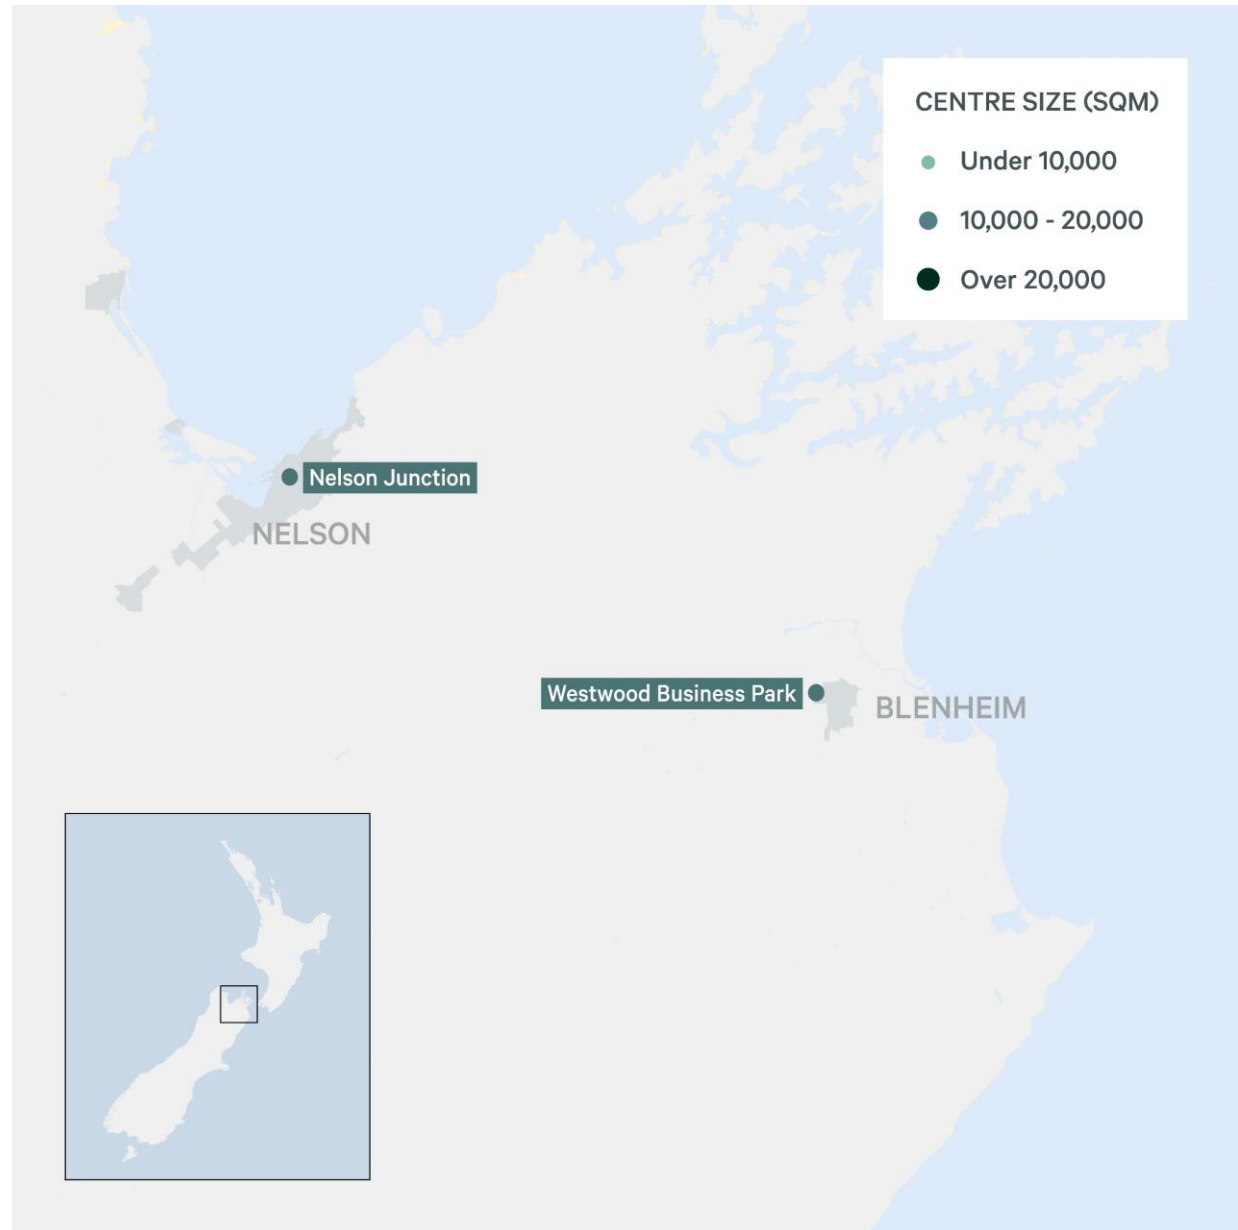 CENTRE SIZE (SQM)
Under 10,000
10,000 - 20,000
Over 20,000
Nelson Junction
NELSON
Westwood Business Park
BLENHEIM